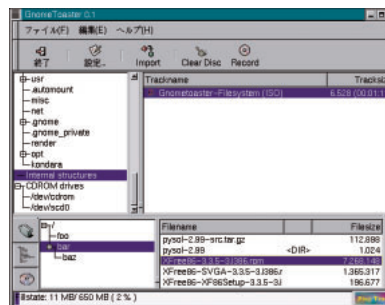 GnomeToaster 0.1
ファイル(F) 編集(E) ヘルプ(H)
終了 設定.. Import Clear Disc Record
usr
.automount
misc
net
.gnome
.gnome_private
render
opt
kondara
Internal structures
CDROM drives
/dev/cdrom
/dev/scd0
Trackname Tracksiz
Gnometoaster-Filesystem (ISO) 6.528 (00:01:1
/
foo
bar
baz
Filename Filesize
pysol-2.99-src.tar.gz 112.898
pysol-2.99 <DIR> 1.024
XFree86-3.3.5-3.i386.rpm 7.268.148
XFree86-SVGA-3.3.5-3.i386.r 1.365.317
XFree86-XF86Setup-3.3.5-3.i 196.677
illstate: 11 MB/ 650 MB ( 2 % )